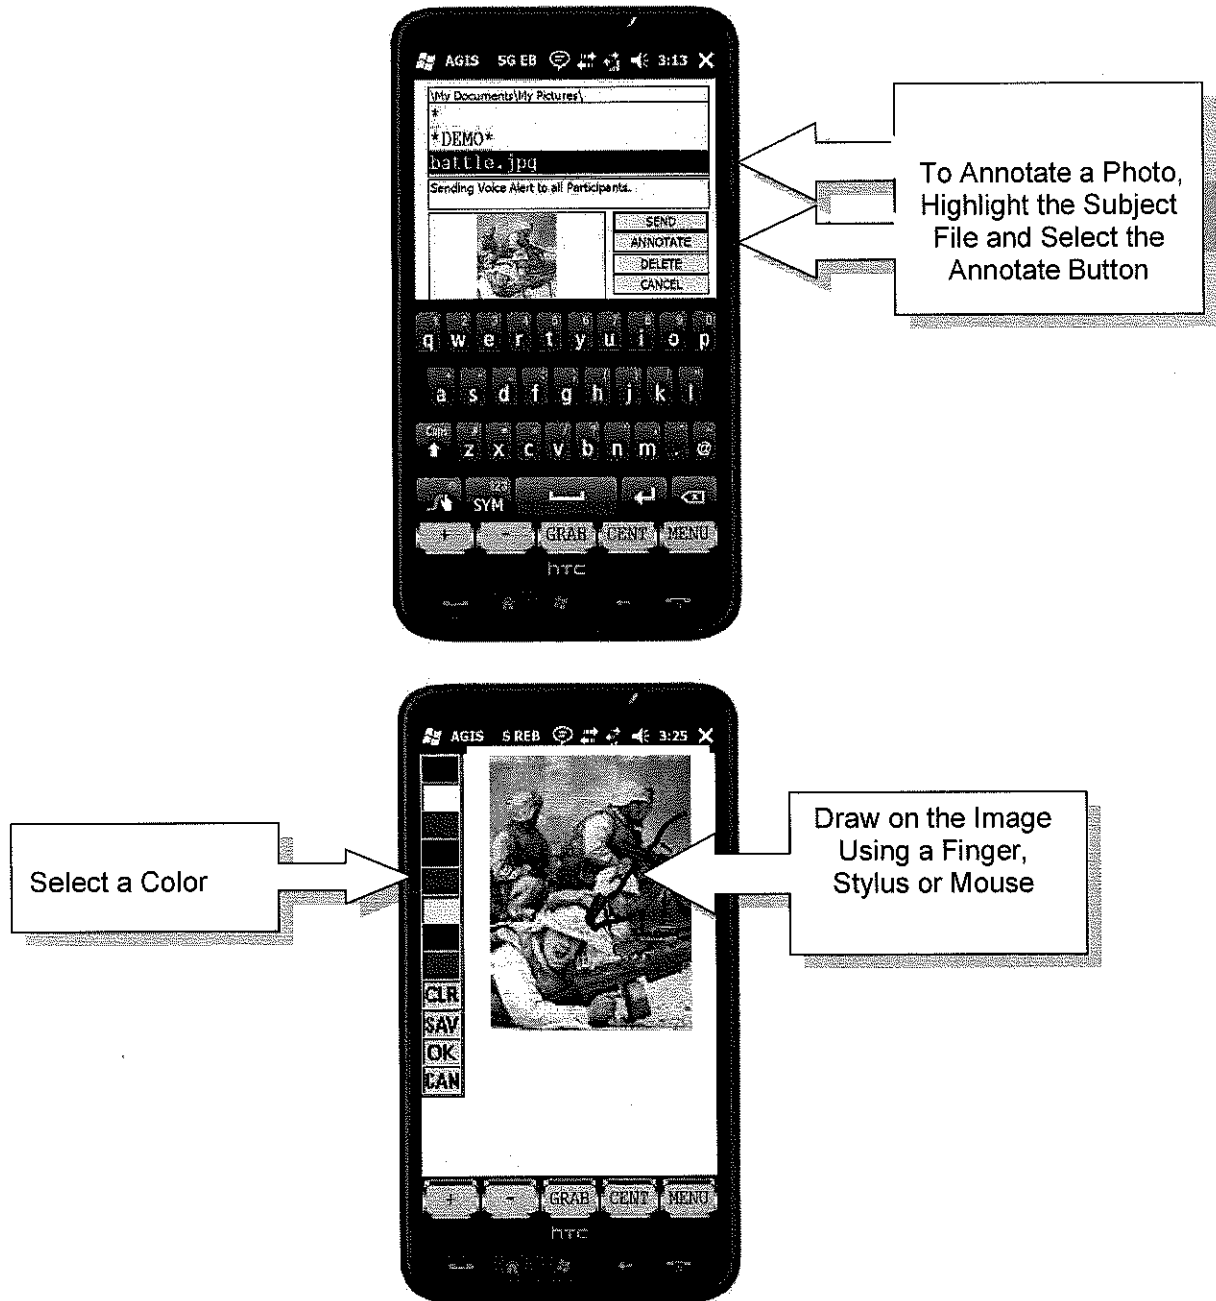 AGIS 5G EB 3:13 X
\My Documents\My Pictures\
*
*DEMO*
battle.jpg
Sending Voice Alert to all Participants.
SEND
ANNOTATE
DELETE
CANCEL
To Annotate a Photo,
Highlight the Subject
File and Select the
Annotate Button
q w e r t y u i o p
a s d f g h j k l
Caps z x c v b n m . @
123
SYM
+ - GRAB CENT MENU
hTC
AGIS S REB 3:25 X
CLR
SAV
OK
CAN
Select a Color
Draw on the Image
Using a Finger,
Stylus or Mouse
+ - GRAB CENT MENU
hTC